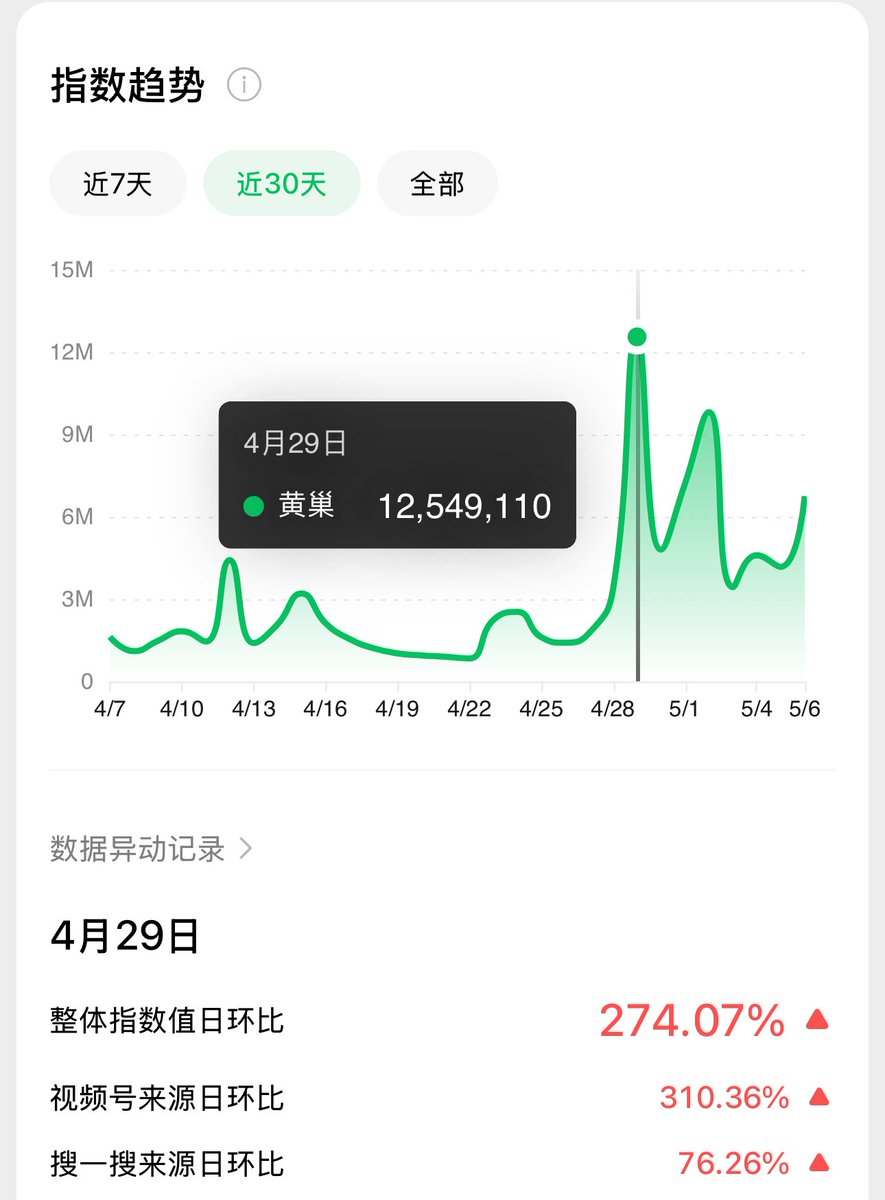 指数趋势
近7天 近30天 全部
15M
12M
9M
6M
3M
0
4月29日
黄巢 12,549,110
4/7 4/10 4/13 4/16 4/19 4/22 4/25 4/28 5/1 5/4 5/6
数据异动记录
4月29日
整体指数值日环比 274.07%
视频号来源日环比 310.36%
搜一搜来源日环比 76.26%